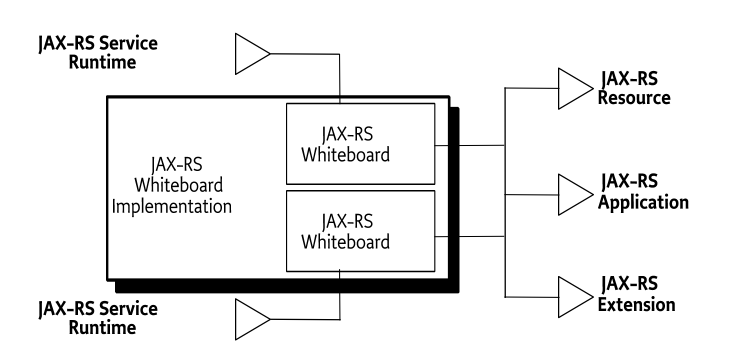 JAX-RS Service
Runtime
JAX-RS
Whiteboard
JAX-RS
Whiteboard
Implementation
JAX-RS
Whiteboard
JAX-RS
Resource
JAX-RS
Application
JAX-RS
Extension
JAX-RS Service
Runtime